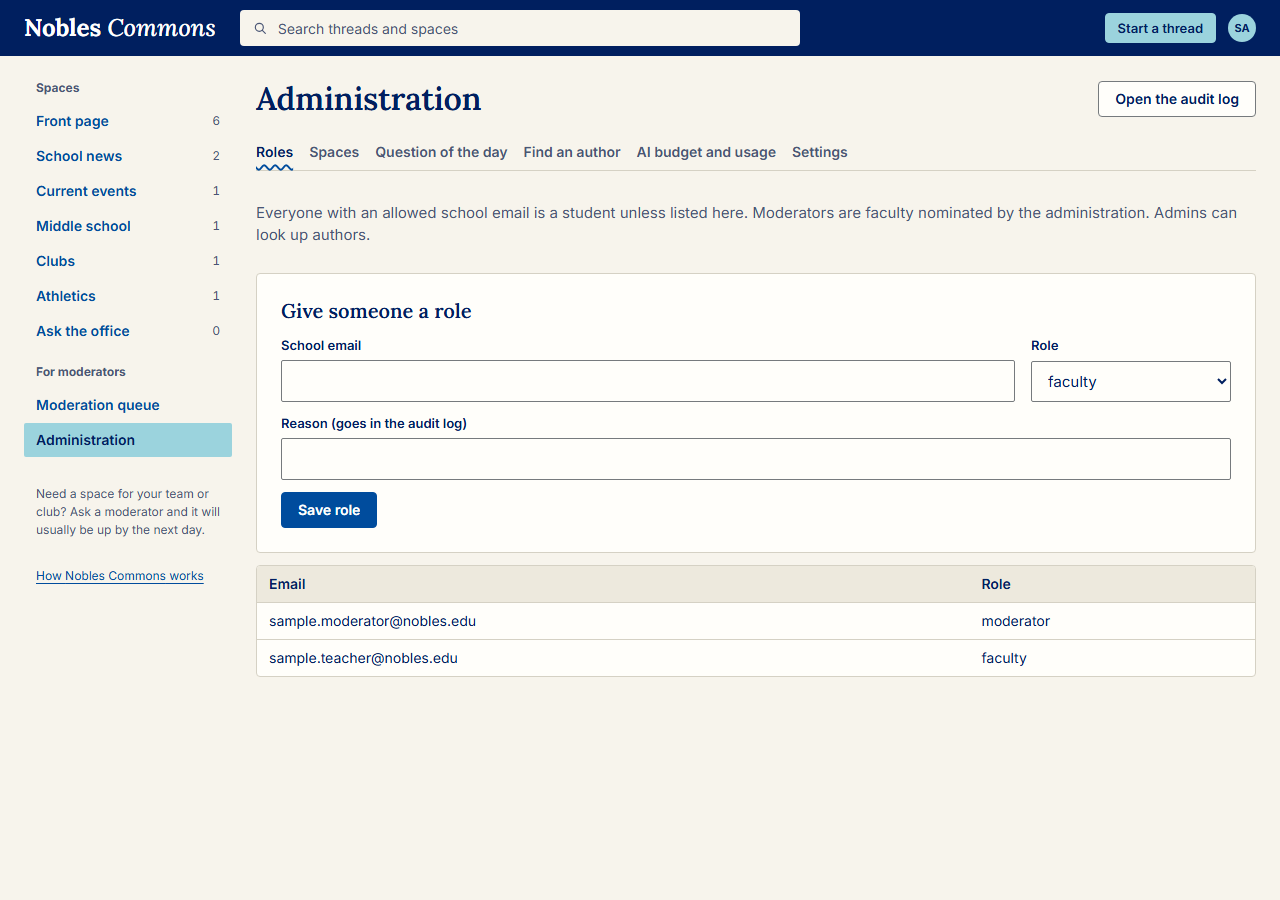 Nobles Commons
Search threads and spaces
Start a thread
SA
Spaces
Front page 6
School news 2
Current events 1
Middle school 1
Clubs 1
Athletics 1
Ask the office 0
For moderators
Moderation queue
Administration
Need a space for your team or
club? Ask a moderator and it will
usually be up by the next day.
How Nobles Commons works
Administration
Open the audit log
Roles Spaces Question of the day Find an author AI budget and usage Settings
Everyone with an allowed school email is a student unless listed here. Moderators are faculty nominated by the administration. Admins can
look up authors.
Give someone a role
School email Role
faculty
Reason (goes in the audit log)
Save role
Email Role
sample.moderator@nobles.edu moderator
sample.teacher@nobles.edu faculty